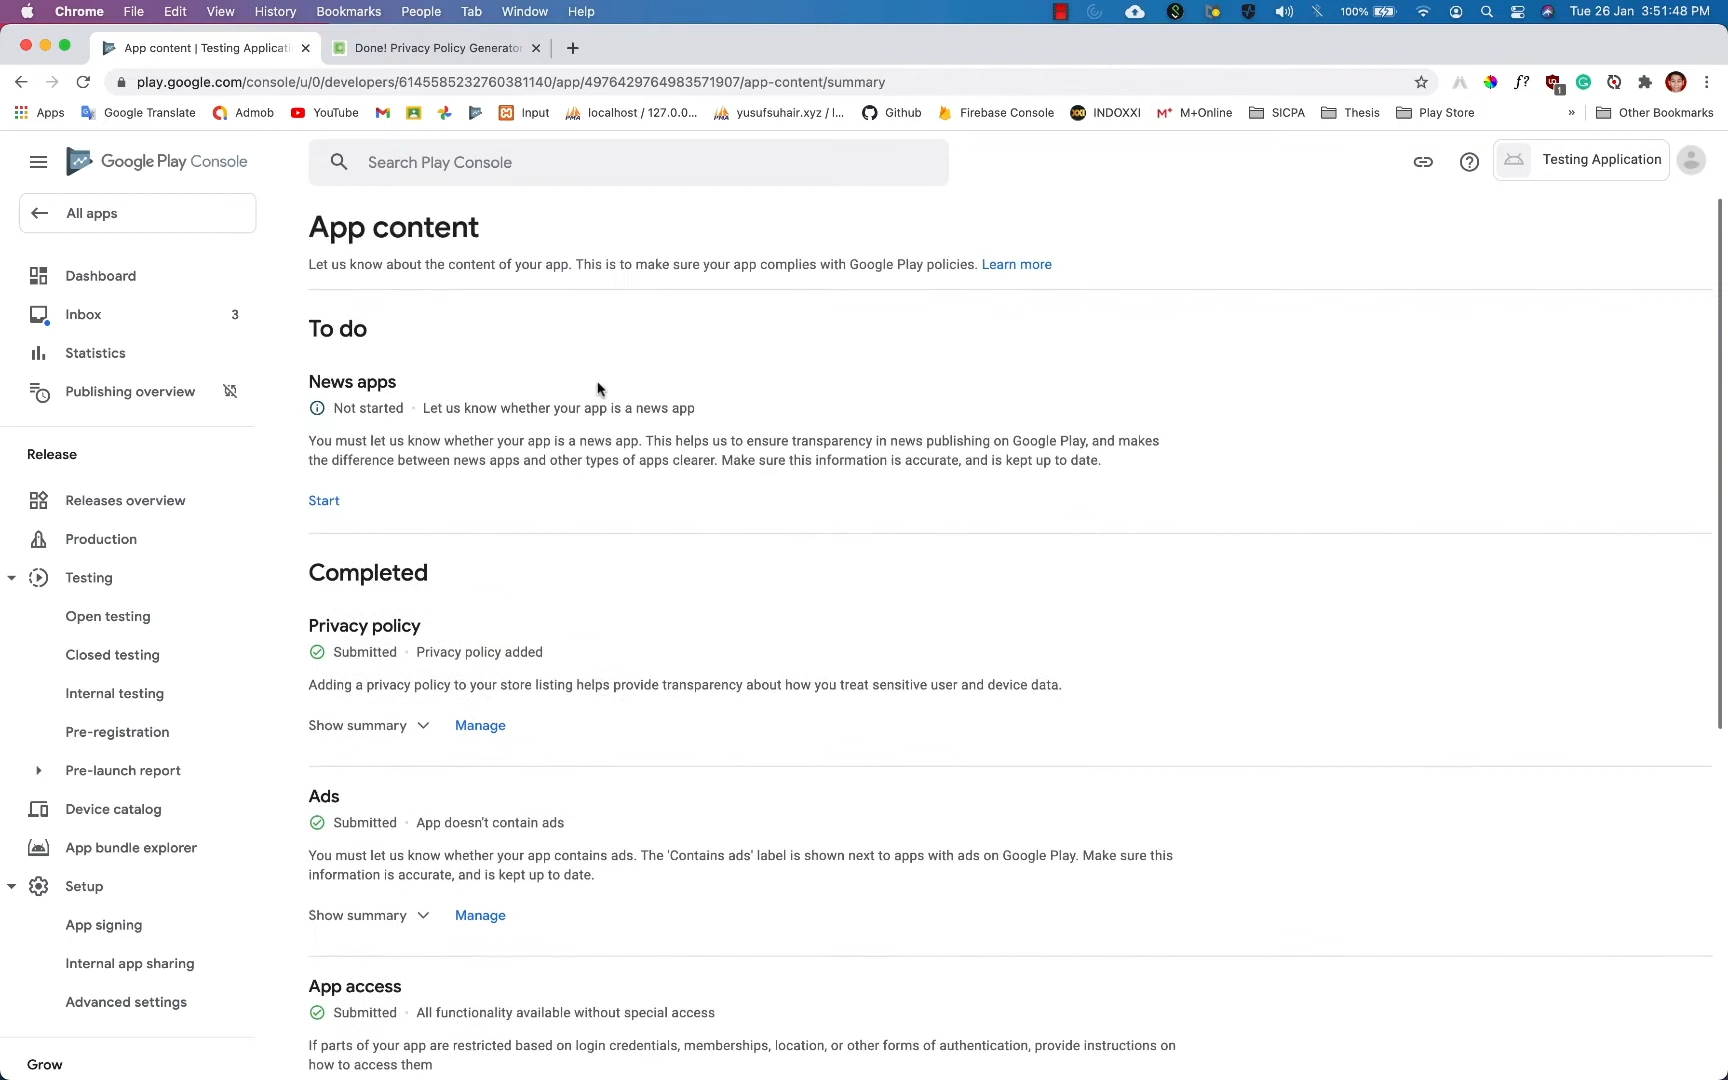 Chrome File Edit View History Bookmarks People Tab Window Help 100% Tue 26 Jan 3:51:48 PM
App content | Testing Applicati Done! Privacy Policy Generator
play.google.com/console/u/0/developers/6145585232760381140/app/4976429764983571907/app-content/summary
Apps Google Translate Admob YouTube Input localhost / 127.0.0... yusufsuhair.xyz / l... Github Firebase Console INDOXXI M+Online SICPA Thesis Play Store » Other Bookmarks
Google Play Console
Search Play Console
Testing Application
All apps
Dashboard
Inbox 3
Statistics
Publishing overview
Release
Releases overview
Production
Testing
Open testing
Closed testing
Internal testing
Pre-registration
Pre-launch report
Device catalog
App bundle explorer
Setup
App signing
Internal app sharing
Advanced settings
Grow
App content
Let us know about the content of your app. This is to make sure your app complies with Google Play policies. Learn more
To do
News apps
Not started · Let us know whether your app is a news app
You must let us know whether your app is a news app. This helps us to ensure transparency in news publishing on Google Play, and makes
the difference between news apps and other types of apps clearer. Make sure this information is accurate, and is kept up to date.
Start
Completed
Privacy policy
Submitted · Privacy policy added
Adding a privacy policy to your store listing helps provide transparency about how you treat sensitive user and device data.
Show summary Manage
Ads
Submitted · App doesn't contain ads
You must let us know whether your app contains ads. The 'Contains ads' label is shown next to apps with ads on Google Play. Make sure this
information is accurate, and is kept up to date.
Show summary Manage
App access
Submitted · All functionality available without special access
If parts of your app are restricted based on login credentials, memberships, location, or other forms of authentication, provide instructions on
how to access them